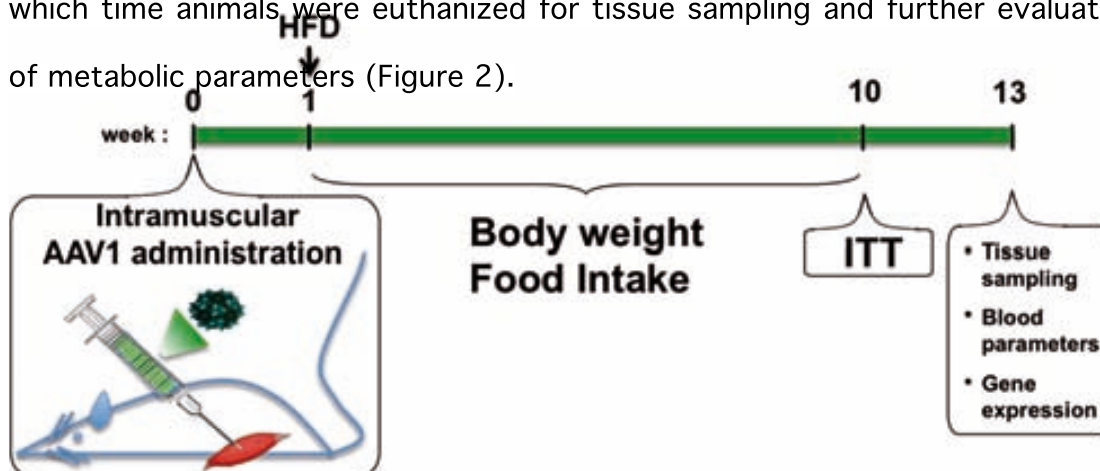 which time animals were euthanized for tissue sampling and further evaluat
HFD
of metabolic parameters (Figure 2).
0 1 10 13
week :
Intramuscular
AAV1 administration
Body weight
Food Intake
ITT
• Tissue
sampling
• Blood
parameters
• Gene
expression